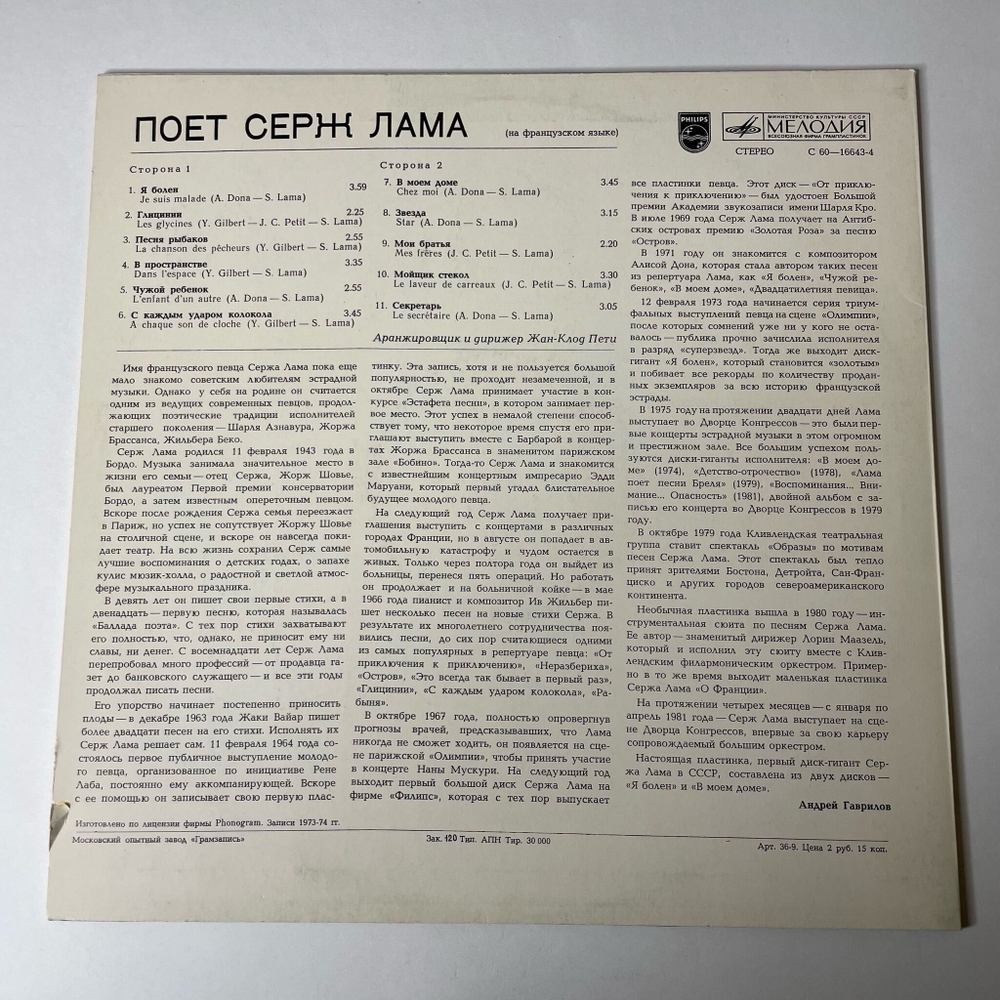 ПОЕТ СЕРЖ ЛАМА
(на французском языке)
PHILIPS
МИНИСТЕРСТВО КУЛЬТУРЫ СССР
МЕЛОДИЯ
ВСЕСОЮЗНАЯ ФИРМА ГРАМПЛАСТИНОК
СТЕРЕО С 60—16643-4
Сторона 1
1. Я болен 3.59
Je suis malade (A. Dona — S. Lama)
2. Глицинии 2.25
Les glycines (Y. Gilbert — J. C. Petit — S. Lama)
3. Песня рыбаков 2.55
La chanson des pêcheurs (Y. Gilbert — S. Lama)
4. В пространстве 3.35
Dans l'espace (Y. Gilbert — S. Lama)
5. Чужой ребенок 2.55
L'enfant d'un autre (A. Dona — S. Lama)
6. С каждым ударом колокола 3.45
A chaque son de cloche (Y. Gilbert — S. Lama)
Сторона 2
7. В моем доме 3.45
Chez moi (A. Dona — S. Lama)
8. Звезда 3.15
Star (A. Dona — S. Lama)
9. Мои братья 2.20
Mes frêres (J. C. Petit — S. Lama)
10. Мойщик стекол 3.30
Le laveur de carreaux (J. C. Petit — S. Lama)
11. Секретарь 3.05
Le secrétaire (A. Dona — S. Lama)
Аранжировщик и дирижер Жан-Клод Пети
Имя французского певца Сержа Лама пока еще
мало знакомо советским любителям эстрадной
музыки. Однако у себя на родине он считается
одним из ведущих современных певцов, продол-
жающих поэтические традиции исполнителей
старшего поколения — Шарля Азнавура, Жоржа
Брассанса, Жильбера Беко.
Серж Лама родился 11 февраля 1943 года в
Бордо. Музыка занимала значительное место в
жизни его семьи — отец Сержа, Жорж Шовье,
был лауреатом Первой премии консерватории
Бордо, а затем известным опереточным певцом.
Вскоре после рождения Сержа семья переезжает
в Париж, но успех не сопутствует Жоржу Шовье
на столичной сцене, и вскоре он навсегда поки-
дает театр. На всю жизнь сохранил Серж самые
лучшие воспоминания о детских годах, о запахе
кулис мюзик-холла, о радостной и светлой атмос-
фере музыкального праздника.
В девять лет он пишет свои первые стихи, а в
двенадцать — первую песню, которая называлась
«Баллада поэта». С тех пор стихи захватывают
его полностью, что, однако, не приносит ему ни
славы, ни денег. С восемнадцати лет Серж Лама
перепробовал много профессий — от продавца га-
зет до банковского служащего — и все эти годы
продолжал писать песни.
Его упорство начинает постепенно приносить
плоды — в декабре 1963 года Жаки Вайар пишет
более двадцати песен на его стихи. Исполнять их
Серж Лама решает сам. 11 февраля 1964 года со-
стоялось первое публичное выступление молодо-
го певца, организованное по инициативе Рене
Лаба, постоянно ему аккомпанирующей. Вскоре
с ее помощью он записывает свою первую плас-
тинку. Эта запись, хотя и не пользуется большой
популярностью, не проходит незамеченной, и в
октябре Серж Лама принимает участие в кон-
курсе «Эстафета песни», в котором занимает пер-
вое место. Этот успех в немалой степени способ-
ствует тому, что некоторое время спустя его при-
глашают выступить вместе с Барбарой в концер-
тах Жоржа Брассанса в знаменитом парижском
зале «Бобино». Тогда-то Серж Лама и знакомится
с известнейшим концертным импресарио Эдди
Маруани, который первый угадал блистательное
будущее молодого певца.
На следующий год Серж Лама получает при-
глашения выступить с концертами в различных
городах Франции, но в августе он попадает в ав-
томобильную катастрофу и чудом остается в
живых. Только через полтора года он выйдет из
больницы, перенеся пять операций. Но работать
он продолжает и на больничной койке — в мае
1966 года пианист и композитор Ив Жильбер пи-
шет несколько песен на новые стихи Сержа. В
результате их многолетнего сотрудничества поя-
вились песни, до сих пор считающиеся одними
из самых популярных в репертуаре певца: «От
приключения к приключению», «Неразбериха»,
«Остров», «Это всегда так бывает в первый раз»,
«Глицинии», «С каждым ударом колокола», «Ра-
быня».
В октябре 1967 года, полностью опровергнув
прогнозы врачей, предсказывавших, что Лама
никогда не сможет ходить, он появляется на сце-
не парижской «Олимпии», чтобы принять участие
в концерте Наны Мускури. На следующий год
выходит первый большой диск Сержа Лама на
фирме «Филипс», которая с тех пор выпускает
все пластинки певца. Этот диск — «От приклю-
чения к приключению» — был удостоен Большой
премии Академии звукозаписи имени Шарля Кро.
В июле 1969 года Серж Лама получает на Антиб-
ских островах премию «Золотая Роза» за песню
«Остров».
В 1971 году он знакомится с композитором
Алисой Дона, которая стала автором таких песен
из репертуара Лама, как «Я болен», «Чужой ре-
бенок», «В моем доме», «Двадцатилетняя певица».
12 февраля 1973 года начинается серия триум-
фальных выступлений певца на сцене «Олимпии»,
после которых сомнений уже ни у кого не оста-
валось — публика прочно зачислила исполнителя
в разряд «суперзвезд». Тогда же выходит диск-
гигант «Я болен», который становится «золотым»
и побивает все рекорды по количеству продан-
ных экземпляров за всю историю французской
эстрады.
В 1975 году на протяжении двадцати дней Лама
выступает во Дворце Конгрессов — это были пер-
вые концерты эстрадной музыки в этом огромном
и престижном зале. Все большим успехом поль-
зуются диски-гиганты исполнителя: «В моем до-
ме» (1974), «Детство-отрочество» (1978), «Лама
поет песни Бреля» (1979), «Воспоминания... Вни-
мание... Опасность» (1981), двойной альбом с за-
писью его концерта во Дворце Конгрессов в 1979
году.
В октябре 1979 года Кливлендская театральная
группа ставит спектакль «Образы» по мотивам
песен Сержа Лама. Этот спектакль был тепло
принят зрителями Бостона, Детройта, Сан-Фран-
циско и других городов североамериканского
континента.
Необычная пластинка вышла в 1980 году — ин-
струментальная сюита по песням Сержа Лама.
Ее автор — знаменитый дирижер Лорин Маазель,
который и исполнил эту сюиту вместе с Клив-
лендским филармоническим оркестром. Пример-
но в то же время выходит маленькая пластинка
Сержа Лама «О Франции».
На протяжении четырех месяцев — с января по
апрель 1981 года — Серж Лама выступает на сце-
не Дворца Конгрессов, впервые за свою карьеру
сопровождаемый большим оркестром.
Настоящая пластинка, первый диск-гигант Сер-
жа Лама в СССР, составлена из двух дисков —
«Я болен» и «В моем доме».
Андрей Гаврилов
Изготовлено по лицензии фирмы Phonogram. Записи 1973-74 гг.
Московский опытный завод «Грамзапись»
Зак. 120 Тип. АПН Тир. 30 000
Арт. 36-9. Цена 2 руб. 15 коп.